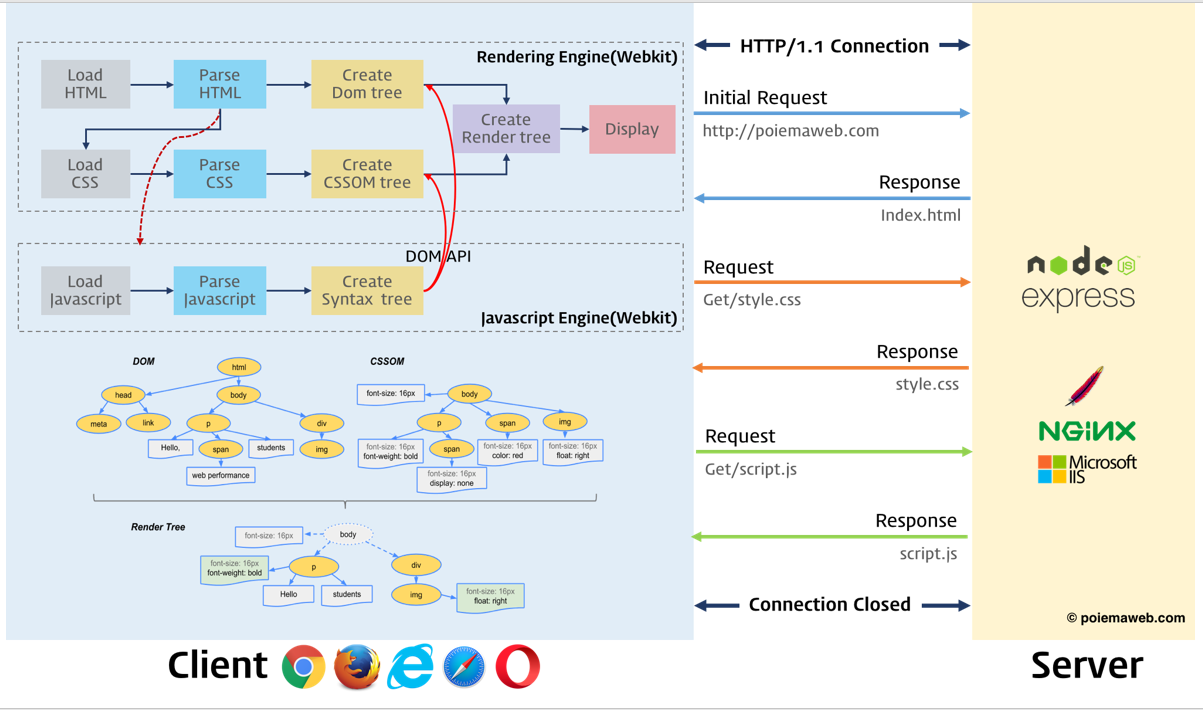 Rendering Engine(Webkit)
Load
HTML
Parse
HTML
Create
Dom tree
Create
Render tree
Display
Load
CSS
Parse
CSS
Create
CSSOM tree
DOM API
Load
Javascript
Parse
Javascript
Create
Syntax tree
Javascript Engine(Webkit)
DOM
html
head
body
meta
link
p
div
Hello,
span
students
img
web performance
CSSOM
font-size: 16px
body
p
span
img
font-size: 16px
font-weight: bold
span
font-size: 16px
color: red
font-size: 16px
float: right
font-size: 16px
display: none
Render Tree
font-size: 16px
body
font-size: 16px
font-weight: bold
p
div
Hello
students
img
font-size: 16px
float: right
HTTP/1.1 Connection
Initial Request
http://poiemaweb.com
Response
Index.html
Request
Get/style.css
Response
style.css
Request
Get/script.js
Response
script.js
Connection Closed
node
JS
express
NGINX
Microsoft
IIS
© poiemaweb.com
Client
Server